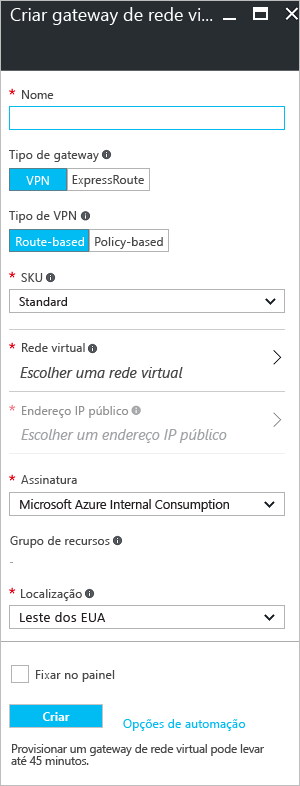 Criar gateway de rede vi...
* Nome
Tipo de gateway
VPN ExpressRoute
Tipo de VPN
Route-based Policy-based
* SKU
Standard
* Rede virtual
Escolher uma rede virtual
* Endereço IP público
Escolher um endereço IP público
* Assinatura
Microsoft Azure Internal Consumption
Grupo de recursos
-
* Localização
Leste dos EUA
Fixar no painel
Criar Opções de automação
Provisionar um gateway de rede virtual pode levar
até 45 minutos.